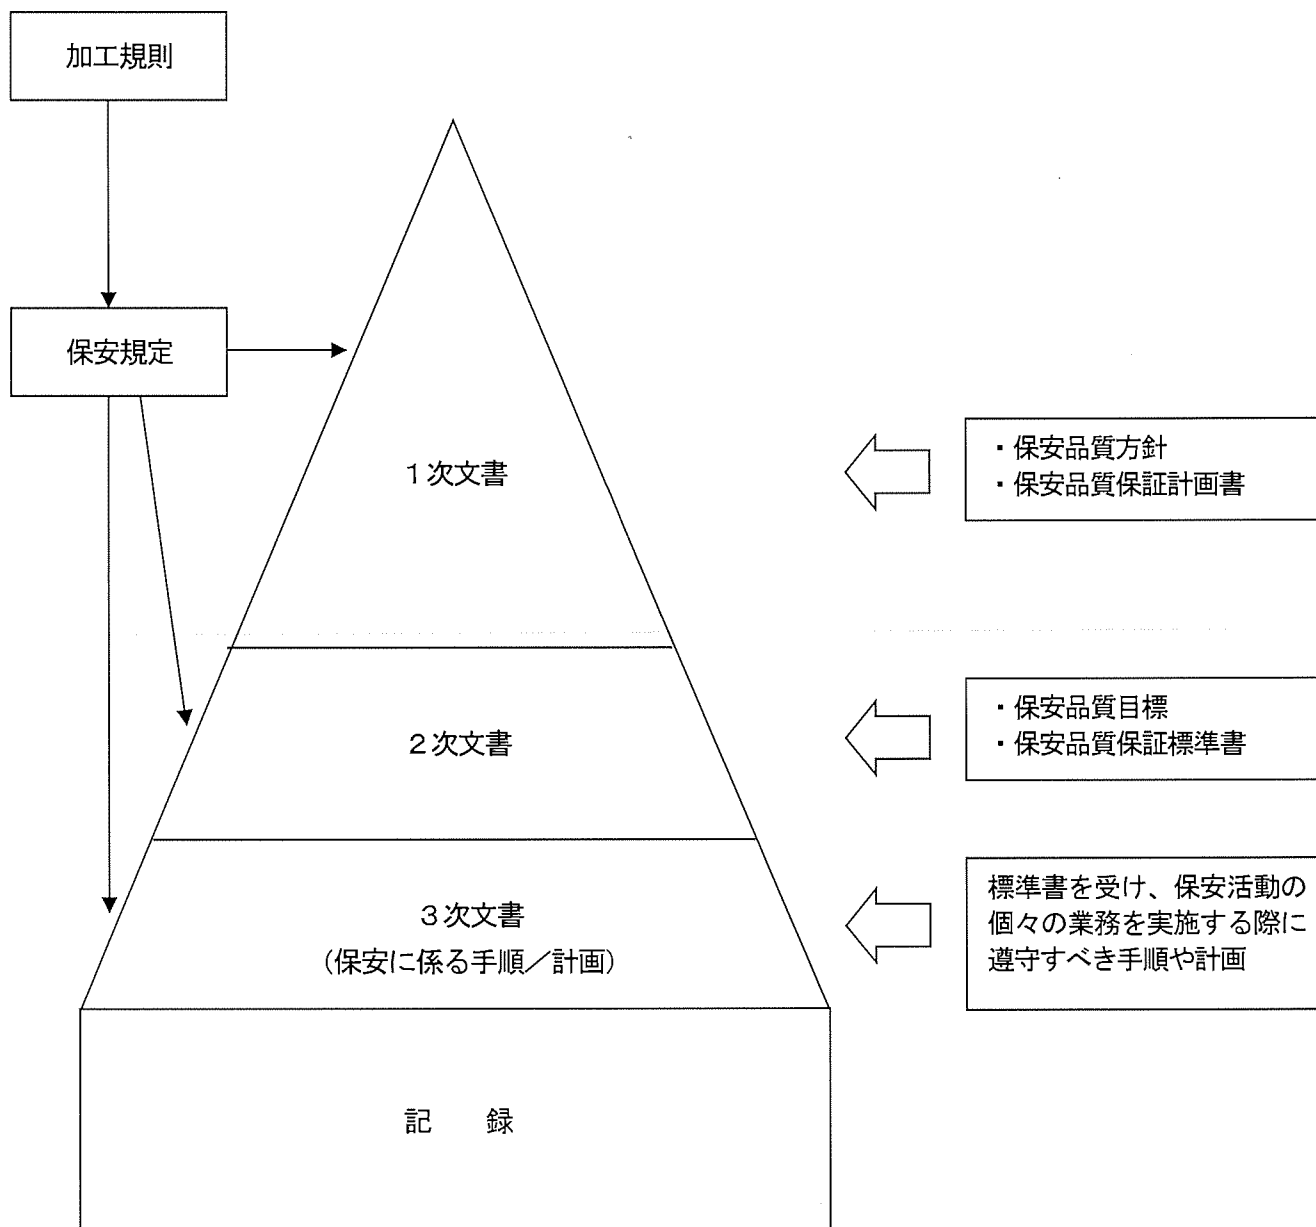 加工規則
保安規定
1次文書
・保安品質方針
・保安品質保証計画書
2次文書
・保安品質目標
・保安品質保証標準書
3次文書
(保安に係る手順／計画)
標準書を受け、保安活動の
個々の業務を実施する際に
遵守すべき手順や計画
記　録